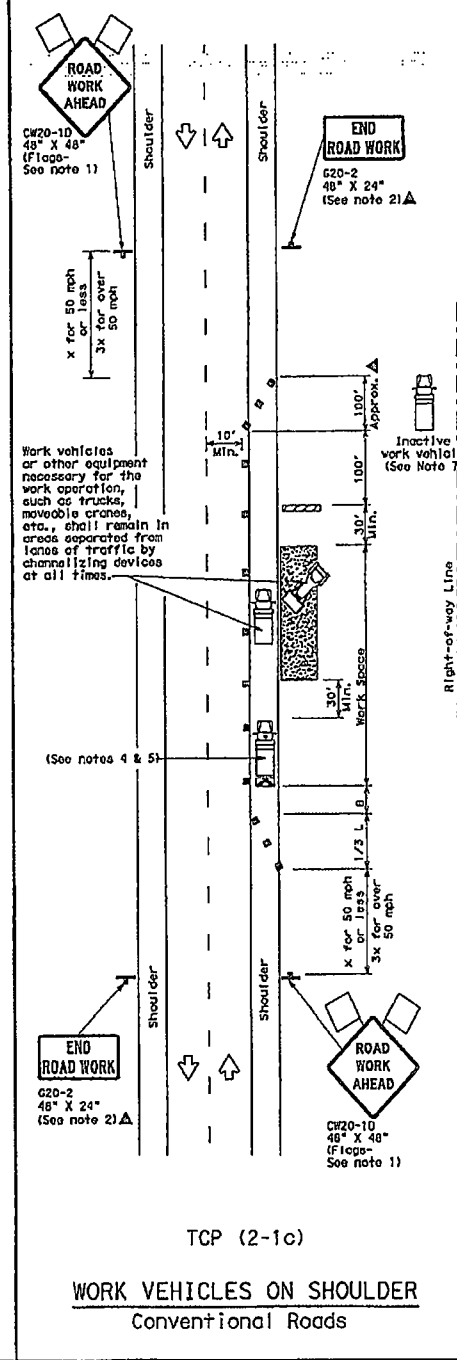 ROAD
WORK
AHEAD
CW20-1D
48" X 48"
(Flags-
See note 1)
Shoulder
Shoulder
END
ROAD WORK
G20-2
48" X 24"
(See note 2)
x for 50 mph
or less
3x for over
50 mph
100'
Approx.
10'
Min.
Inactive
work vehicl
(See Note 7
Work vehicles
or other equipment
necessary for the
work operation,
such as trucks,
moveable cranes,
etc., shall remain in
areas separated from
lanes of traffic by
channelizing devices
at all times.
100'
30'
Min.
Right-of-way Line
30'
Min.
Work Space
(See notes 4 & 5)
B
1/3 L
x for 50 mph
or less
3x for over
50 mph
Shoulder
Shoulder
END
ROAD WORK
G20-2
48" X 24"
(See note 2)
ROAD
WORK
AHEAD
CW20-1D
48" X 48"
(Flags-
See note 1)
TCP (2-1c)
WORK VEHICLES ON SHOULDER
Conventional Roads